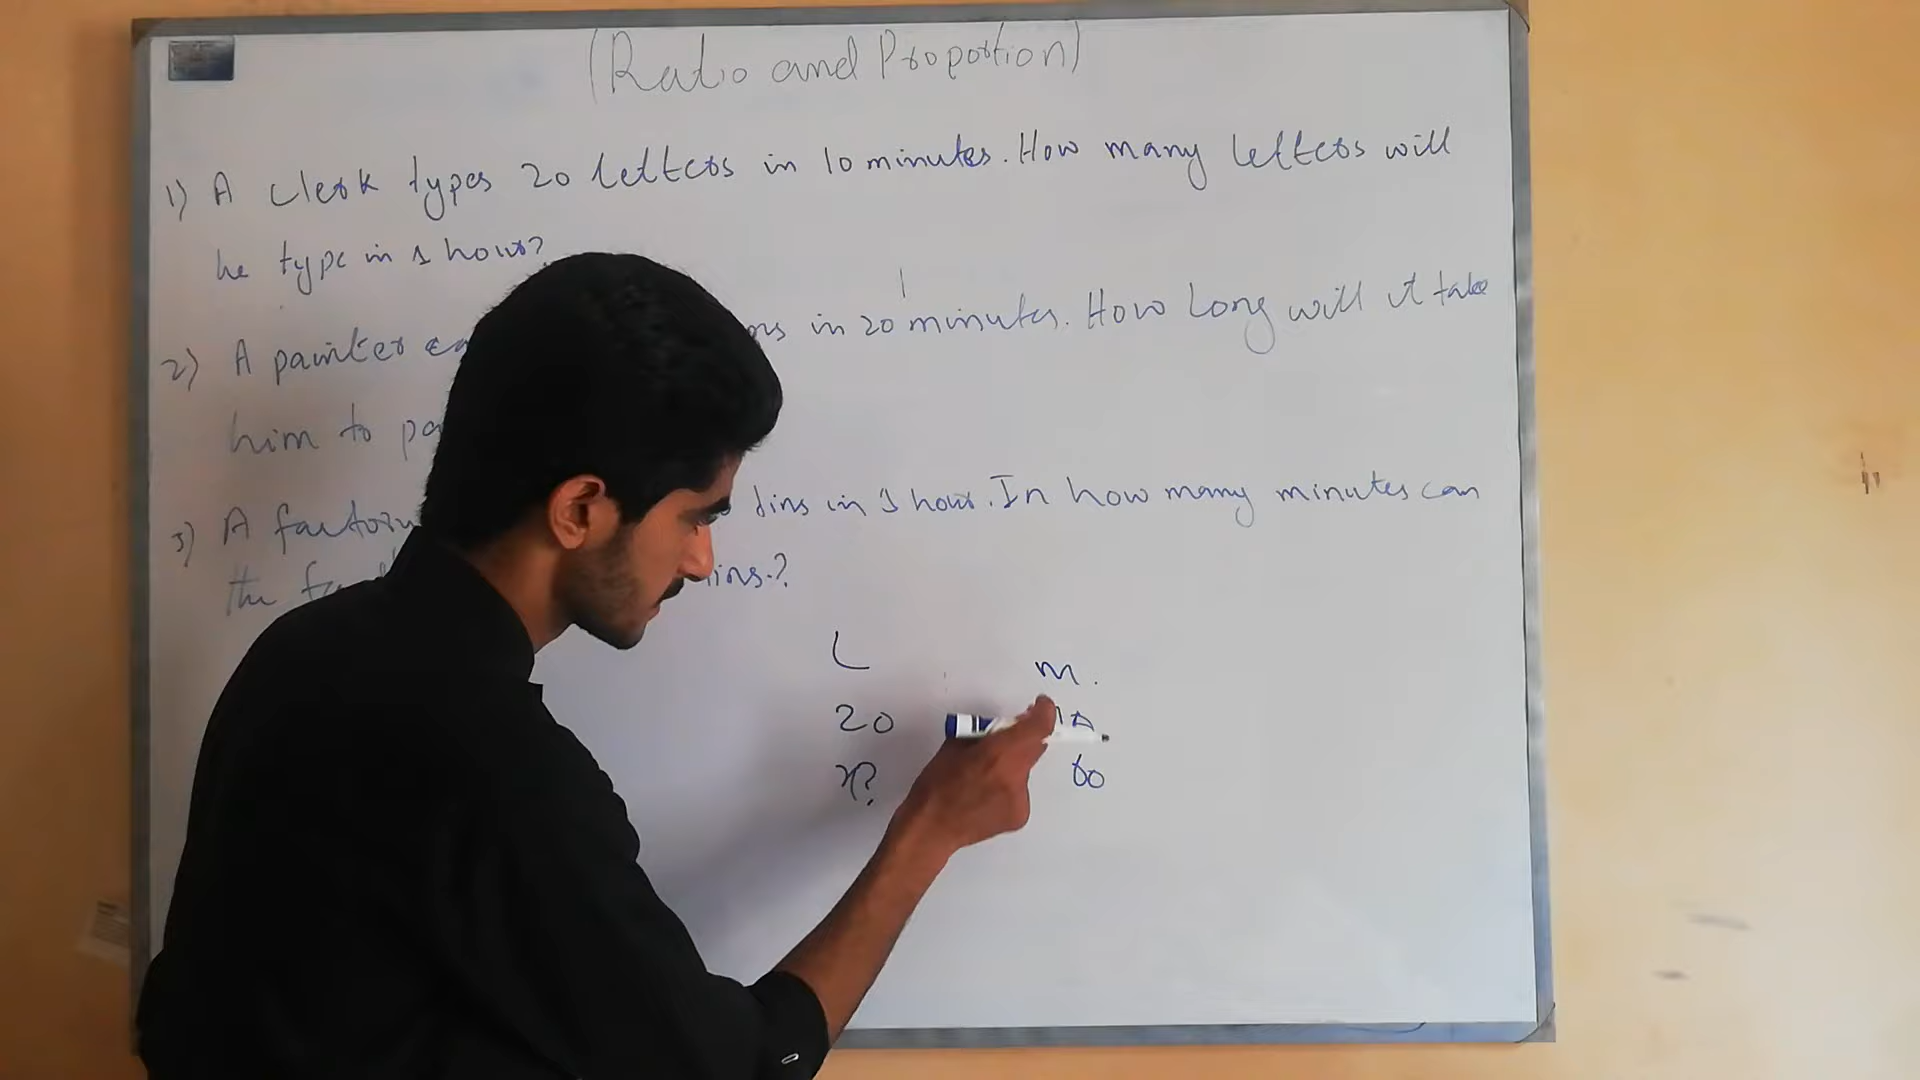 (Ratio and Proportion)
1) A clerk types 20 letters in 10 minutes. How many letters will
he type in 1 hour?
2) A painter in 20 minutes. How Long will it take
him to
3) A factory in 1 hour. In how many minutes can
the ?
L m.
20 10
x? 60